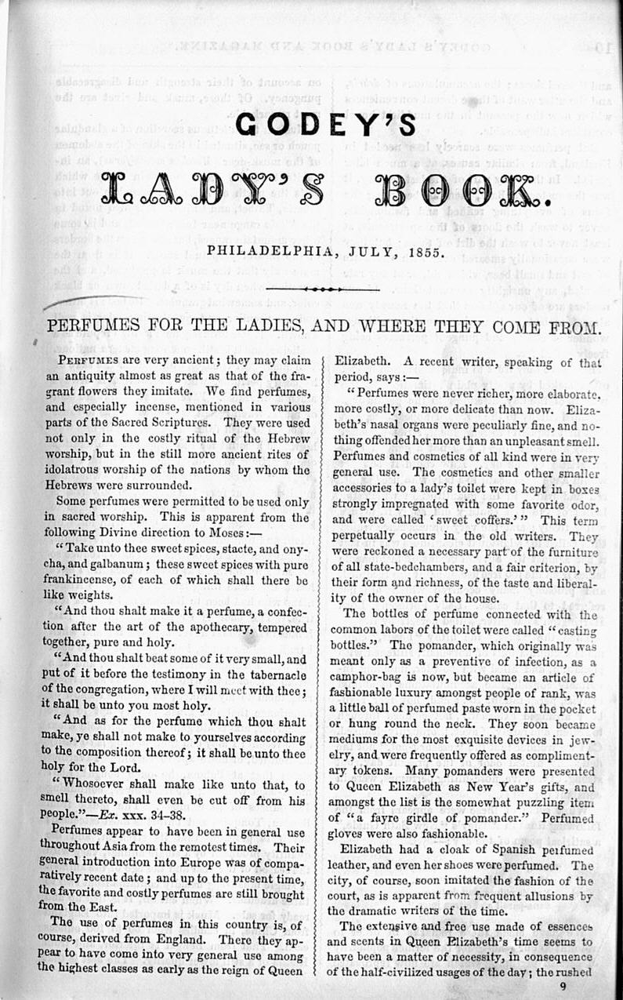 GODEY'S
LADY'S BOOK.
PHILADELPHIA, JULY, 1855.
PERFUMES FOR THE LADIES, AND WHERE THEY COME FROM.
PERFUMES are very ancient; they may claim
an antiquity almost as great as that of the fra-
grant flowers they imitate. We find perfumes,
and especially incense, mentioned in various
parts of the Sacred Scriptures. They were used
not only in the costly ritual of the Hebrew
worship, but in the still more ancient rites of
idolatrous worship of the nations by whom the
Hebrews were surrounded.
Some perfumes were permitted to be used only
in sacred worship. This is apparent from the
following Divine direction to Moses:—
"Take unto thee sweet spices, stacte, and ony-
cha, and galbanum; these sweet spices with pure
frankincense, of each of which shall there be
like weights.
"And thou shalt make it a perfume, a confec-
tion after the art of the apothecary, tempered
together, pure and holy.
"And thou shalt beat some of it very small, and
put of it before the testimony in the tabernacle
of the congregation, where I will meet with thee;
it shall be unto you most holy.
"And as for the perfume which thou shalt
make, ye shall not make to yourselves according
to the composition thereof; it shall be unto thee
holy for the Lord.
"Whosoever shall make like unto that, to
smell thereto, shall even be cut off from his
people."—Ex. xxx. 34-38.
Perfumes appear to have been in general use
throughout Asia from the remotest times. Their
general introduction into Europe was of compa-
ratively recent date; and up to the present time,
the favorite and costly perfumes are still brought
from the East.
The use of perfumes in this country is, of
course, derived from England. There they ap-
pear to have come into very general use among
the highest classes as early as the reign of Queen
Elizabeth. A recent writer, speaking of that
period, says:—
"Perfumes were never richer, more elaborate,
more costly, or more delicate than now. Eliza-
beth's nasal organs were peculiarly fine, and no-
thing offended her more than an unpleasant smell.
Perfumes and cosmetics of all kind were in very
general use. The cosmetics and other smaller
accessories to a lady's toilet were kept in boxes
strongly impregnated with some favorite odor,
and were called 'sweet coffers.'" This term
perpetually occurs in the old writers. They
were reckoned a necessary part of the furniture
of all state-bedchambers, and a fair criterion, by
their form and richness, of the taste and liberal-
ity of the owner of the house.
The bottles of perfume connected with the
common labors of the toilet were called "casting
bottles." The pomander, which originally was
meant only as a preventive of infection, as a
camphor-bag is now, but became an article of
fashionable luxury amongst people of rank, was
a little ball of perfumed paste worn in the pocket
or hung round the neck. They soon became
mediums for the most exquisite devices in jew-
elry, and were frequently offered as compliment-
ary tokens. Many pomanders were presented
to Queen Elizabeth as New Year's gifts, and
amongst the list is the somewhat puzzling item
of "a fayre girdle of pomander." Perfumed
gloves were also fashionable.
Elizabeth had a cloak of Spanish perfumed
leather, and even her shoes were perfumed. The
city, of course, soon imitated the fashion of the
court, as is apparent from frequent allusions by
the dramatic writers of the time.
The extensive and free use made of essences
and scents in Queen Elizabeth's time seems to
have been a matter of necessity, in consequence
of the half-civilized usages of the day; the rushed
9